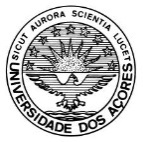 SICUT AURORA SCIENTIA LUCET
UNIVERSIDADE DOS AÇORES